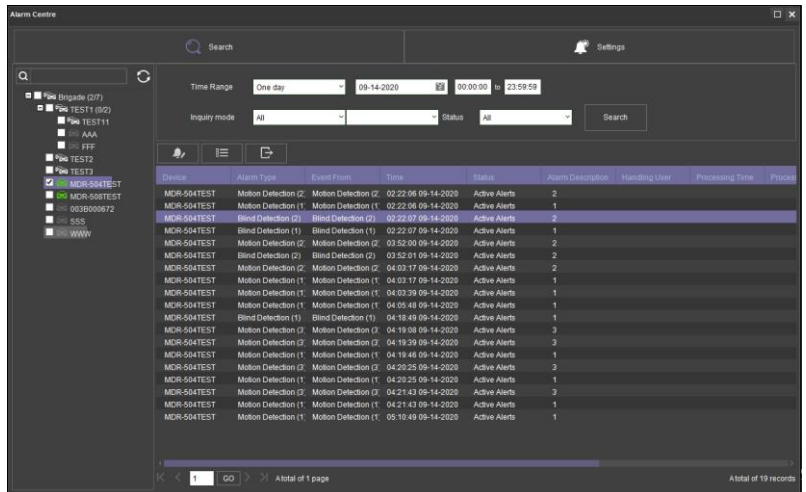 Alarm Centre
Search
Settings
Time Range One day 09-14-2020 00:00:00 to 23:59:59
Inquiry mode All Status All Search
Brigade (2/7)
TEST1 (0/2)
TEST11
AAA
FFF
TEST2
TEST3
MDR-504TEST
MDR-508TEST
003B000672
SSS
WWW
Device Alarm Type Event From Time Status Alarm Description Handling User Processing Time Process
MDR-504TEST Motion Detection (2) Motion Detection (2 02:22:06 09-14-2020 Active Alerts 2
MDR-504TEST Motion Detection (1) Motion Detection (1 02:22:06 09-14-2020 Active Alerts 1
MDR-504TEST Blind Detection (2) Blind Detection (2) 02:22:07 09-14-2020 Active Alerts 2
MDR-504TEST Blind Detection (1) Blind Detection (1) 02:22:07 09-14-2020 Active Alerts 1
MDR-504TEST Motion Detection (2 Motion Detection (2 03:52:00 09-14-2020 Active Alerts 2
MDR-504TEST Blind Detection (2) Blind Detection (2) 03:52:01 09-14-2020 Active Alerts 2
MDR-504TEST Motion Detection (2 Motion Detection (2 04:03:17 09-14-2020 Active Alerts 2
MDR-504TEST Motion Detection (1 Motion Detection (1 04:03:17 09-14-2020 Active Alerts 1
MDR-504TEST Motion Detection (1 Motion Detection (1 04:03:39 09-14-2020 Active Alerts 1
MDR-504TEST Motion Detection (1 Motion Detection (1 04:05:48 09-14-2020 Active Alerts 1
MDR-504TEST Blind Detection (1) Blind Detection (1) 04:18:49 09-14-2020 Active Alerts 1
MDR-504TEST Motion Detection (3 Motion Detection (3 04:19:08 09-14-2020 Active Alerts 3
MDR-504TEST Motion Detection (3 Motion Detection (3 04:19:39 09-14-2020 Active Alerts 3
MDR-504TEST Motion Detection (1 Motion Detection (1 04:19:46 09-14-2020 Active Alerts 1
MDR-504TEST Motion Detection (3 Motion Detection (3 04:20:25 09-14-2020 Active Alerts 3
MDR-504TEST Motion Detection (1 Motion Detection (1 04:20:25 09-14-2020 Active Alerts 1
MDR-504TEST Motion Detection (3 Motion Detection (3 04:21:43 09-14-2020 Active Alerts 3
MDR-504TEST Motion Detection (1 Motion Detection (1 04:21:43 09-14-2020 Active Alerts 1
MDR-504TEST Motion Detection (1 Motion Detection (1 05:10:49 09-14-2020 Active Alerts 1
1 GO Atotal of 1 page Atotal of 19 records